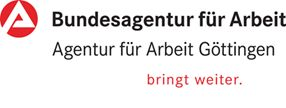 Bundesagentur für Arbeit
Agentur für Arbeit Göttingen
bringt weiter.